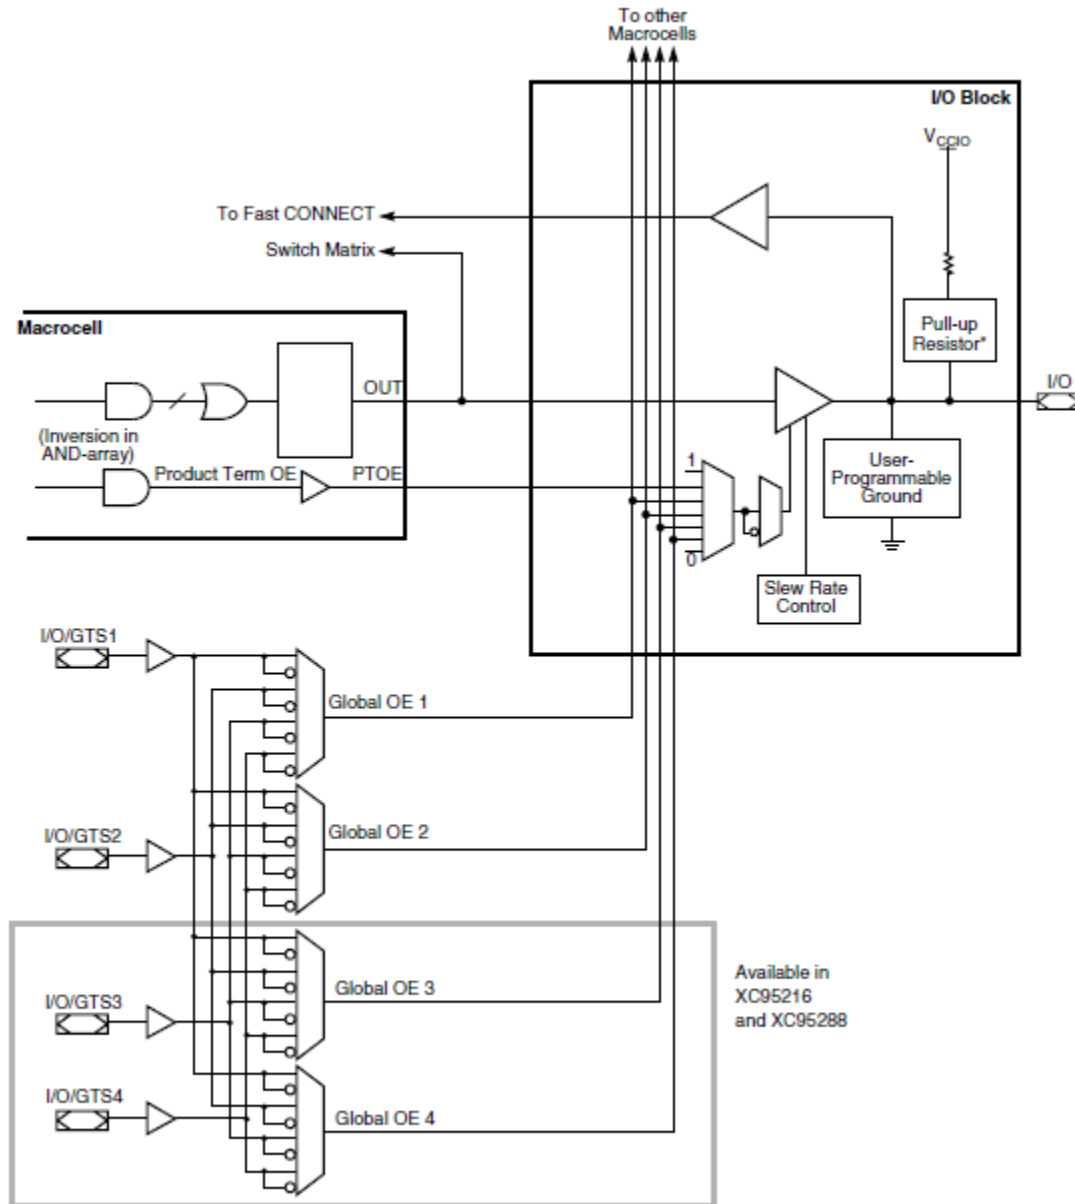 To other
Macrocells
I/O Block
VCCIO
To Fast CONNECT
Switch Matrix
Macrocell
Pull-up
Resistor*
OUT
I/O
(Inversion in
AND-array)
Product Term OE
PTOE
1
User-
Programmable
Ground
0
Slew Rate
Control
I/O/GTS1
Global OE 1
I/O/GTS2
Global OE 2
I/O/GTS3
Global OE 3
Available in
XC95216
and XC95288
I/O/GTS4
Global OE 4